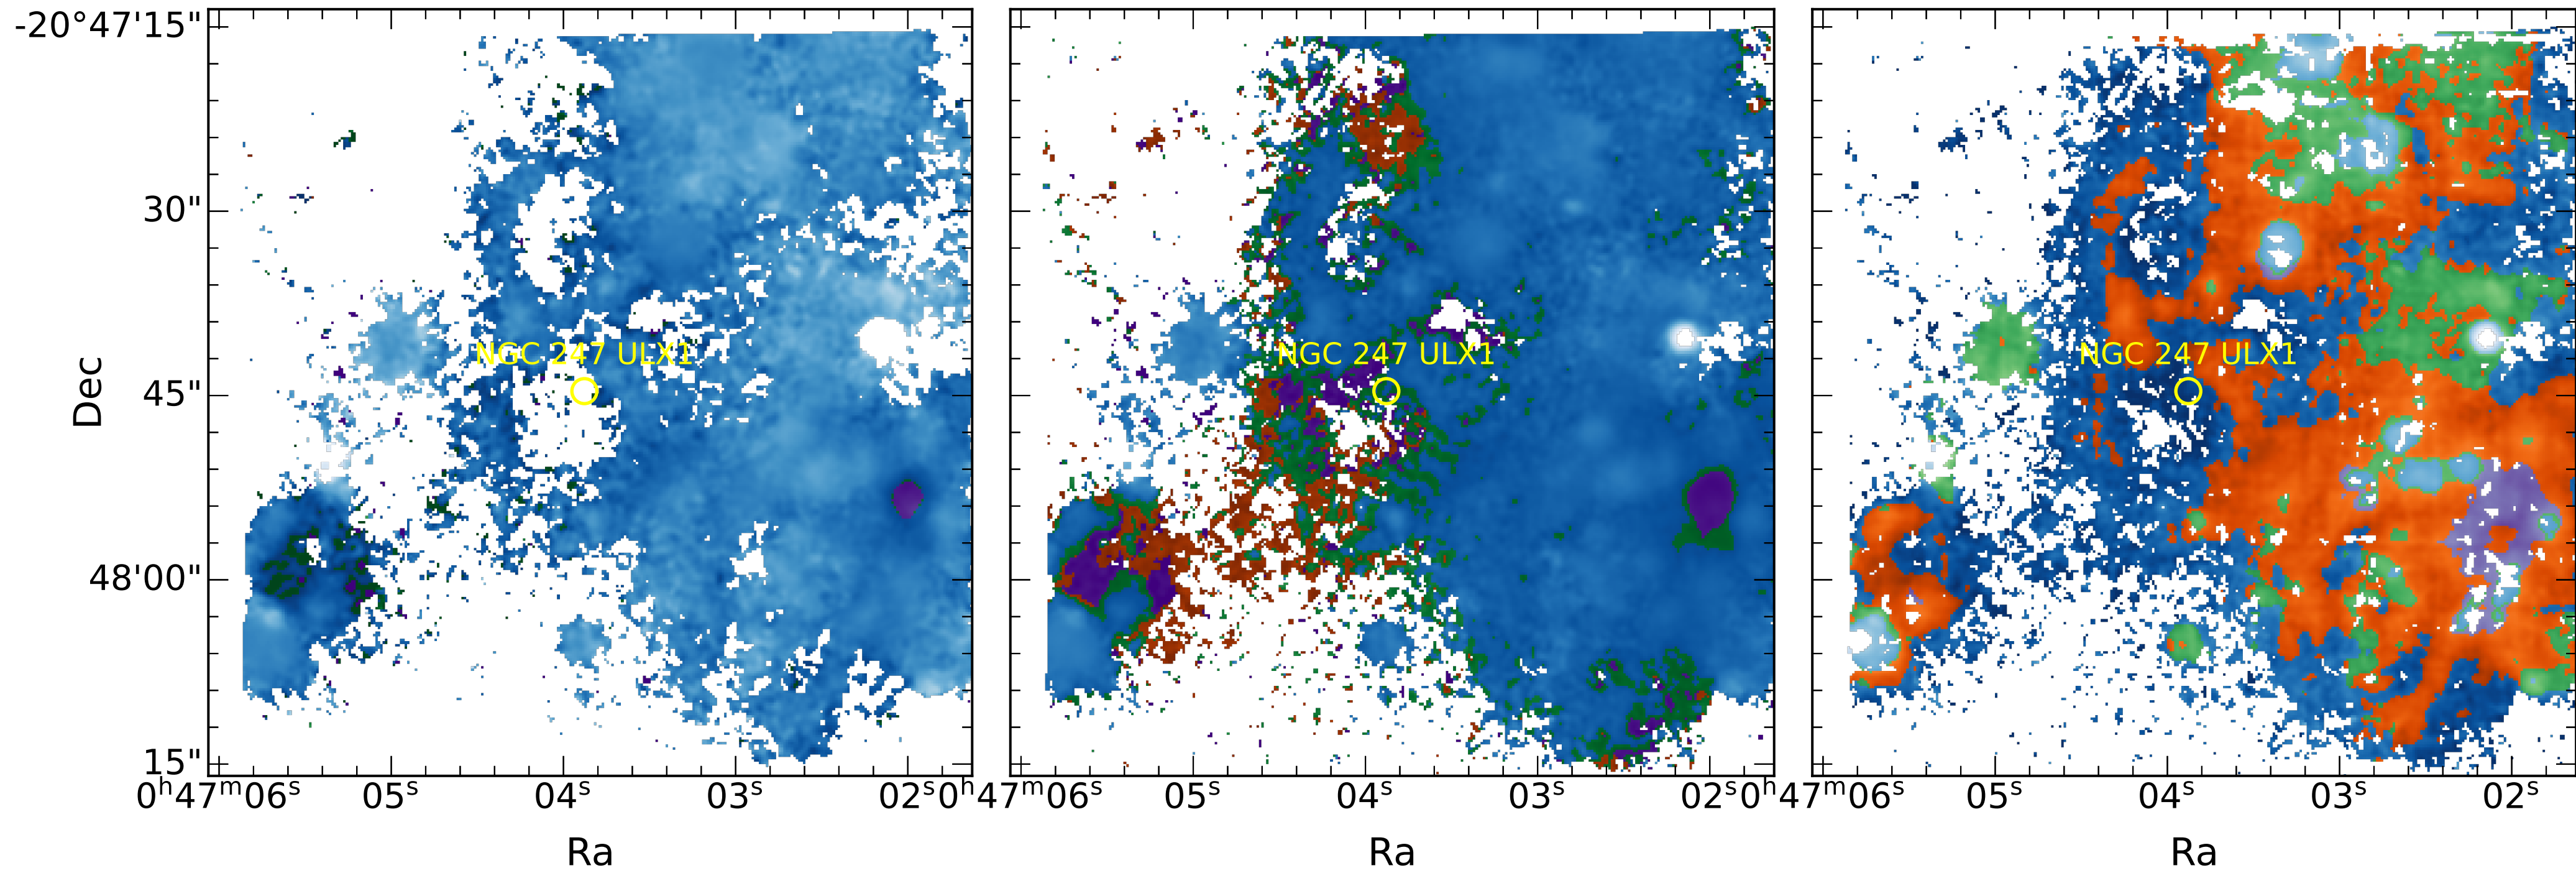 -20°47'15"
30"
45"
48'00"
15"
Dec
NGC 247 ULX1
NGC 247 ULX1
NGC 247 ULX1
0h47m06s 05s 04s 03s 02s 0h47m06s 05s 04s 03s 02s 0h47m06s 05s 04s 03s 02s
Ra Ra Ra